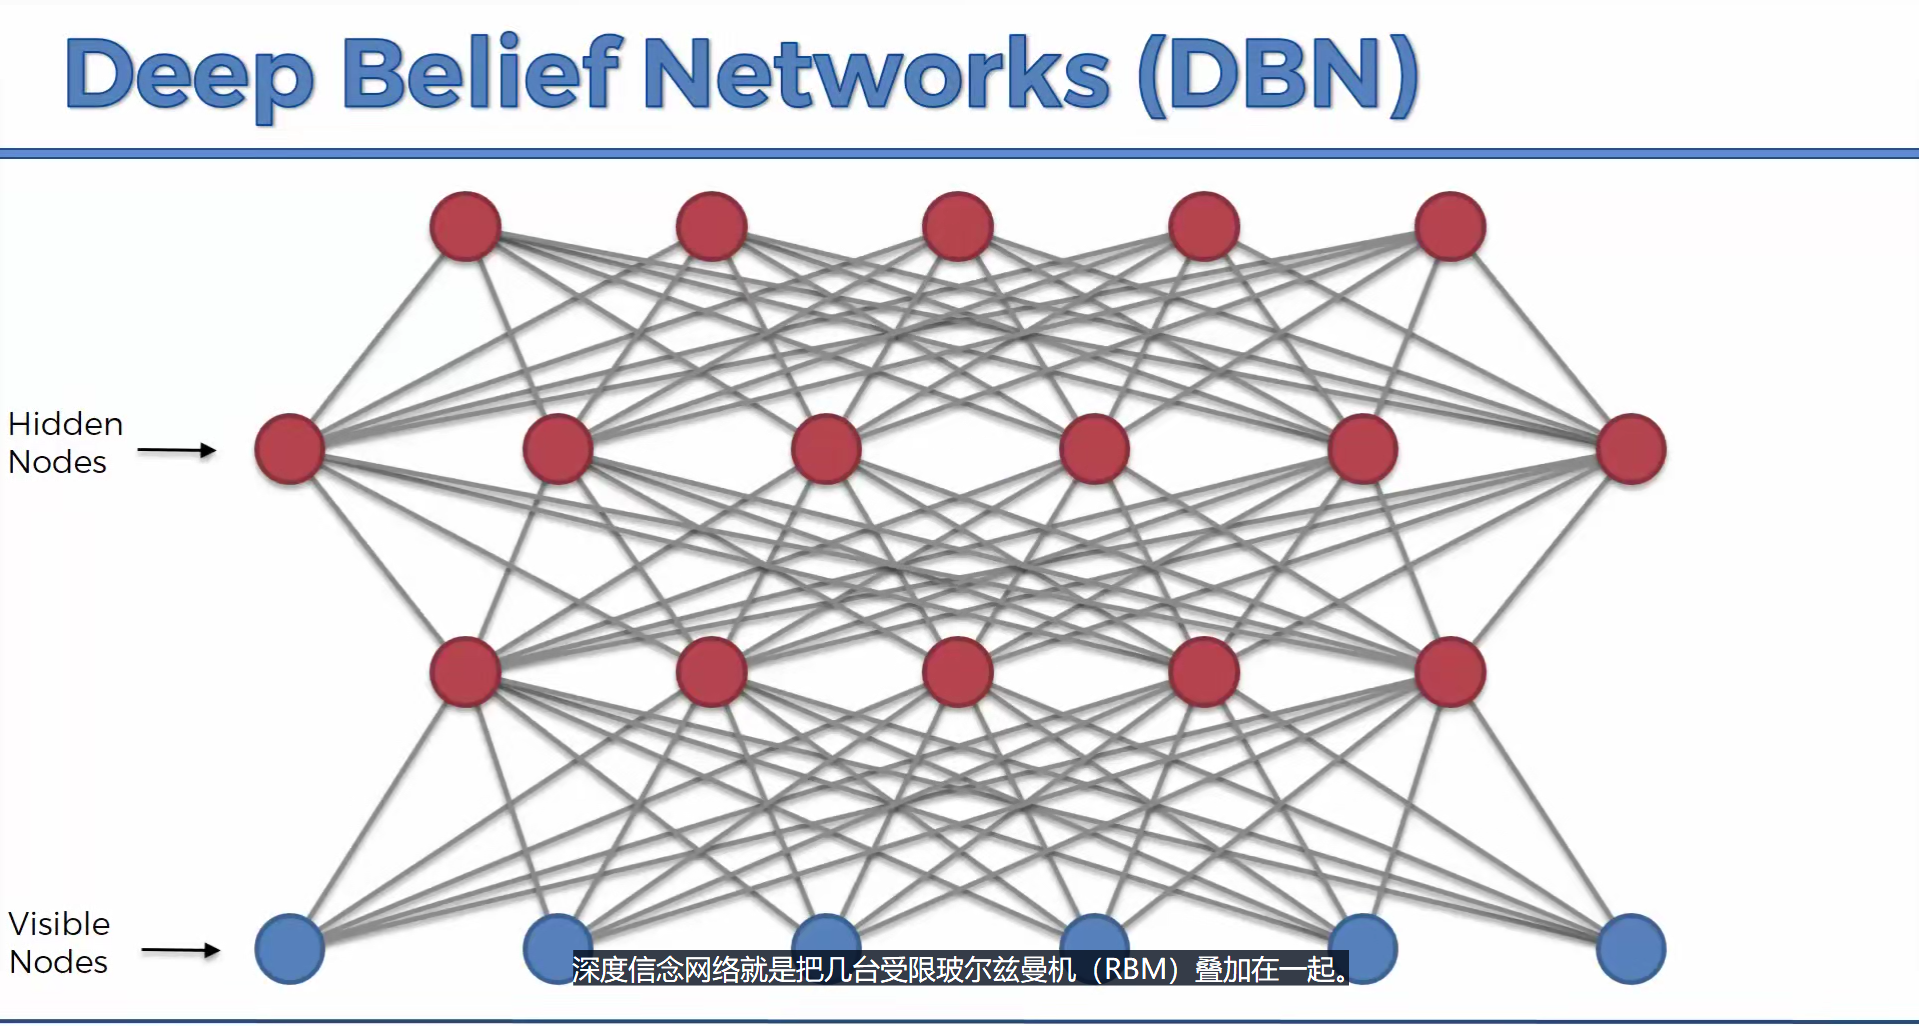 Deep Belief Networks (DBN)
Hidden
Nodes
Visible
Nodes
深度信念网络就是把几台受限玻尔兹曼机（RBM）叠加在一起。